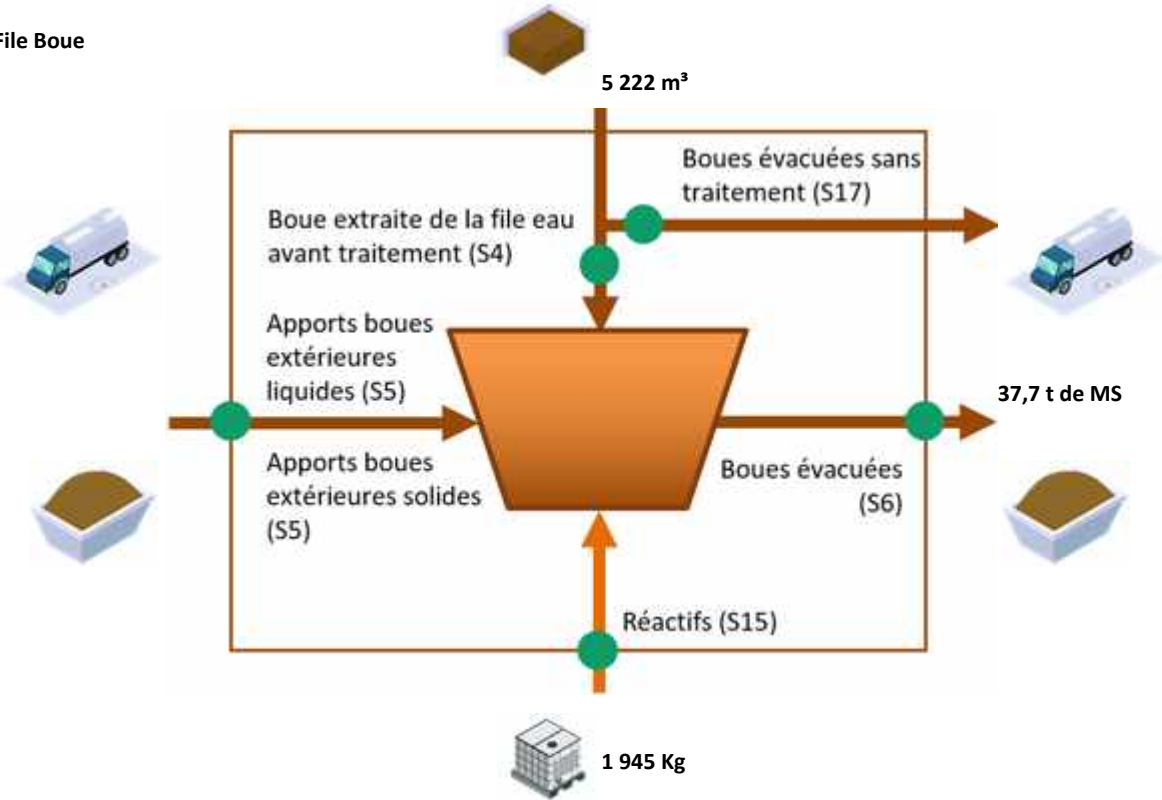 File Boue
5 222 m³
Boues évacuées sans
traitement (S17)
Boue extraite de la file eau
avant traitement (S4)
Apports boues
extérieures
liquides (S5)
37,7 t de MS
Apports boues
extérieures solides
(S5)
Boues évacuées
(S6)
Réactifs (S15)
1 945 Kg